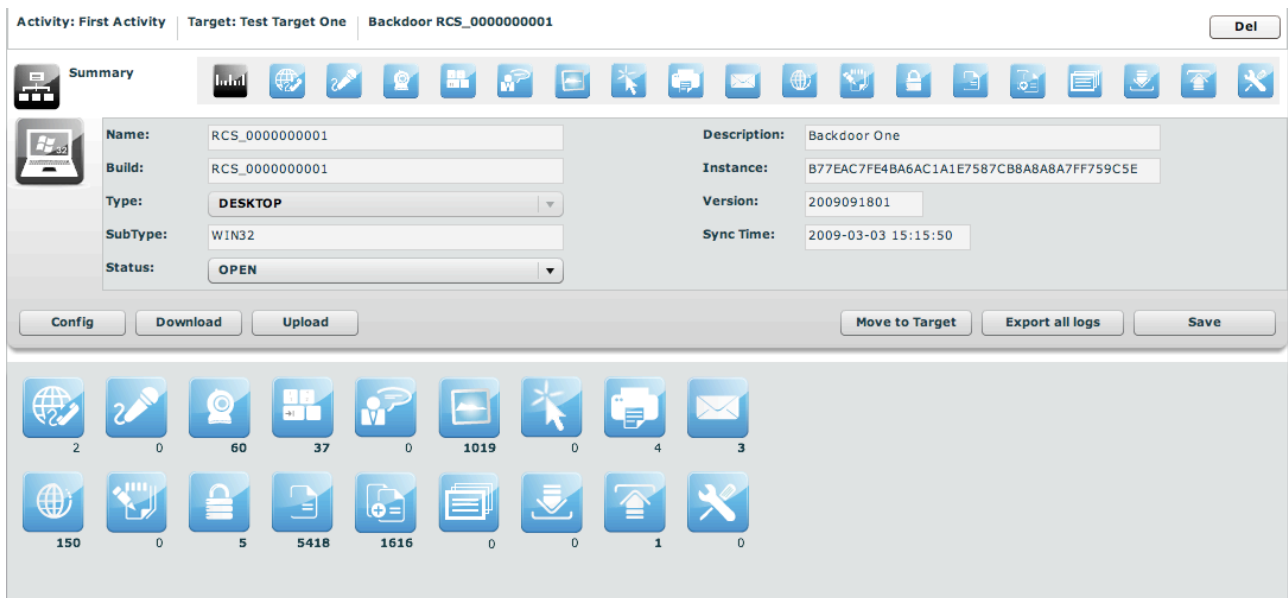 Activity: First Activity Target: Test Target One Backdoor RCS_0000000001 Del
Summary
32
Name: RCS_0000000001 Description: Backdoor One
Build: RCS_0000000001 Instance: B77EAC7FE4BA6AC1A1E7587CB8A8A8A7FF759C5E
Type: DESKTOP Version: 2009091801
SubType: WIN32 Sync Time: 2009-03-03 15:15:50
Status: OPEN
Config Download Upload Move to Target Export all logs Save
2 0 60 37 0 1019 0 4 3
150 0 5 5418 1616 0 0 1 0